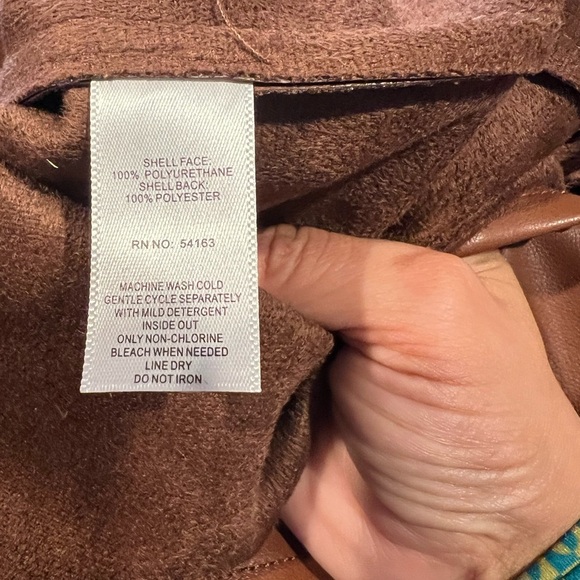 SHELL FACE:
100% POLYURETHANE
SHELL BACK:
100% POLYESTER
RN NO: 54163
MACHINE WASH COLD
GENTLE CYCLE SEPARATELY
WITH MILD DETERGENT
INSIDE OUT
ONLY NON-CHLORINE
BLEACH WHEN NEEDED
LINE DRY
DO NOT IRON